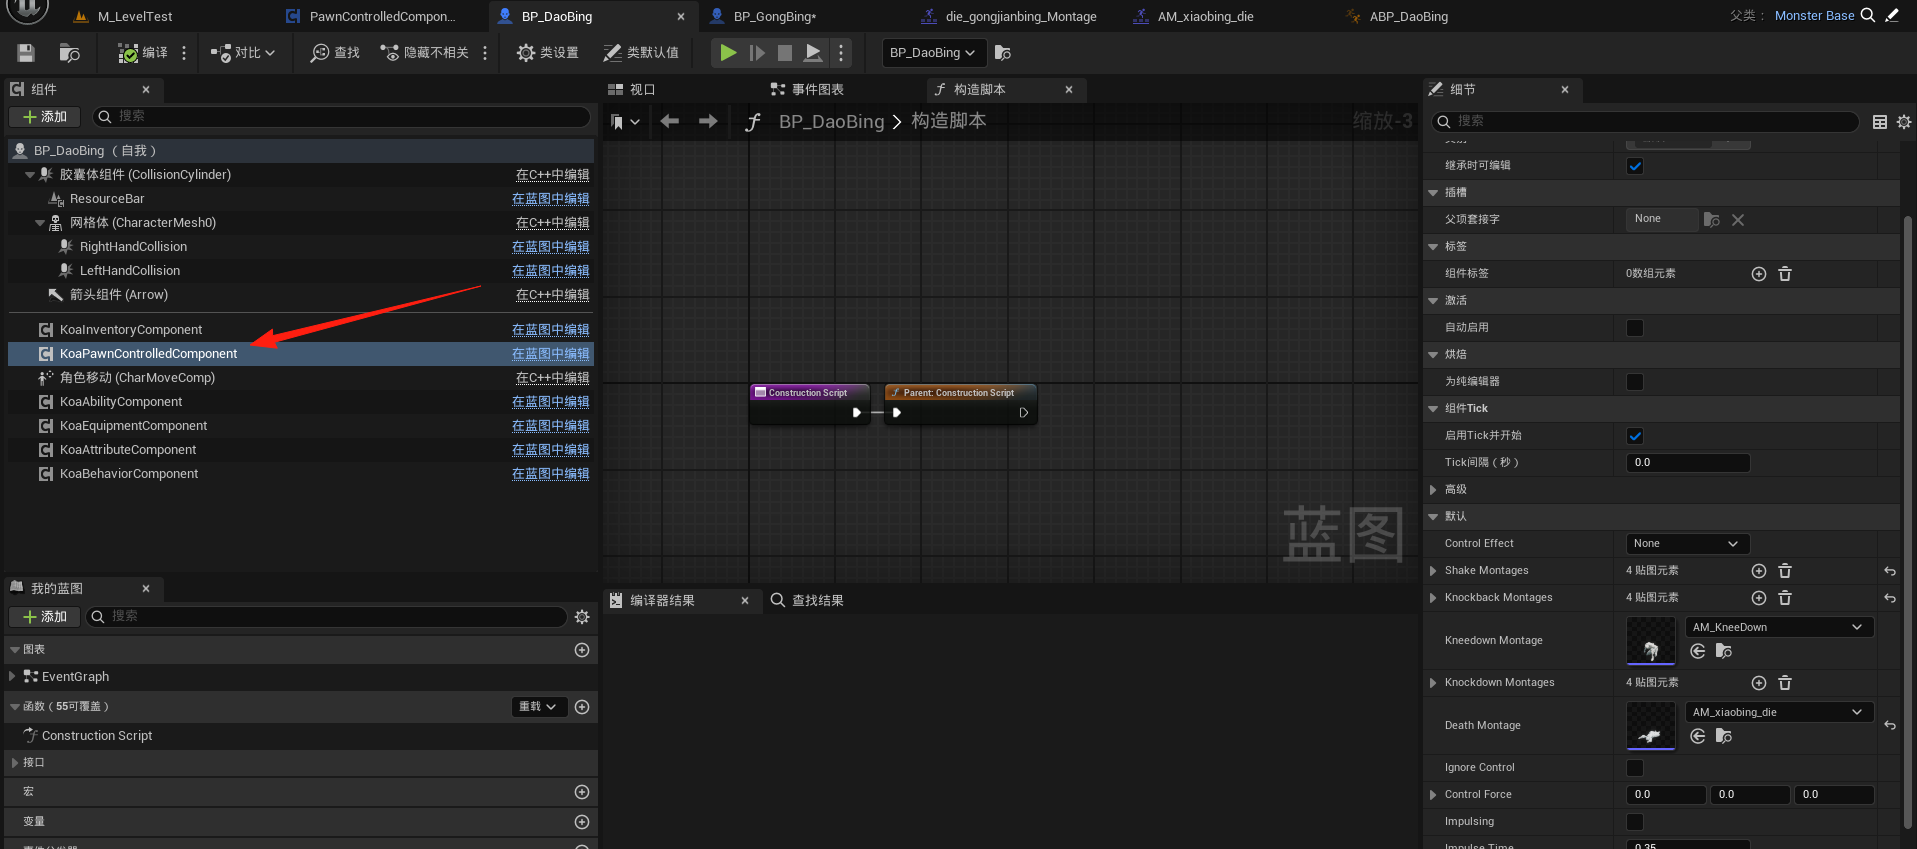 M_LevelTest
PawnControlledCompon...
BP_DaoBing
BP_GongBing*
die_gongjianbing_Montage
AM_xiaobing_die
ABP_DaoBing
父类：
Monster Base
编译
对比
查找
隐藏不相关
类设置
类默认值
BP_DaoBing
组件
添加
搜索
BP_DaoBing （自我）
胶囊体组件 (CollisionCylinder)
在C++中编辑
ResourceBar
在蓝图中编辑
网格体 (CharacterMesh0)
在C++中编辑
RightHandCollision
在蓝图中编辑
LeftHandCollision
在蓝图中编辑
箭头组件 (Arrow)
在C++中编辑
KoaInventoryComponent
在蓝图中编辑
KoaPawnControlledComponent
在蓝图中编辑
角色移动 (CharMoveComp)
在C++中编辑
KoaAbilityComponent
在蓝图中编辑
KoaEquipmentComponent
在蓝图中编辑
KoaAttributeComponent
在蓝图中编辑
KoaBehaviorComponent
在蓝图中编辑
我的蓝图
添加
搜索
图表
EventGraph
函数（55可覆盖）
重载
Construction Script
接口
宏
变量
视口
事件图表
构造脚本
BP_DaoBing > 构造脚本
缩放-3
Construction Script
Parent: Construction Script
蓝图
编译器结果
查找结果
细节
搜索
继承时可编辑
插槽
父项套接字
None
标签
组件标签
0数组元素
激活
自动启用
烘焙
为纯编辑器
组件Tick
启用Tick并开始
Tick间隔（秒）
0.0
高级
默认
Control Effect
None
Shake Montages
4 贴图元素
Knockback Montages
4 贴图元素
Kneedown Montage
AM_KneeDown
Knockdown Montages
4 贴图元素
Death Montage
AM_xiaobing_die
Ignore Control
Control Force
0.0
0.0
0.0
Impulsing
Impulse Time
0.35